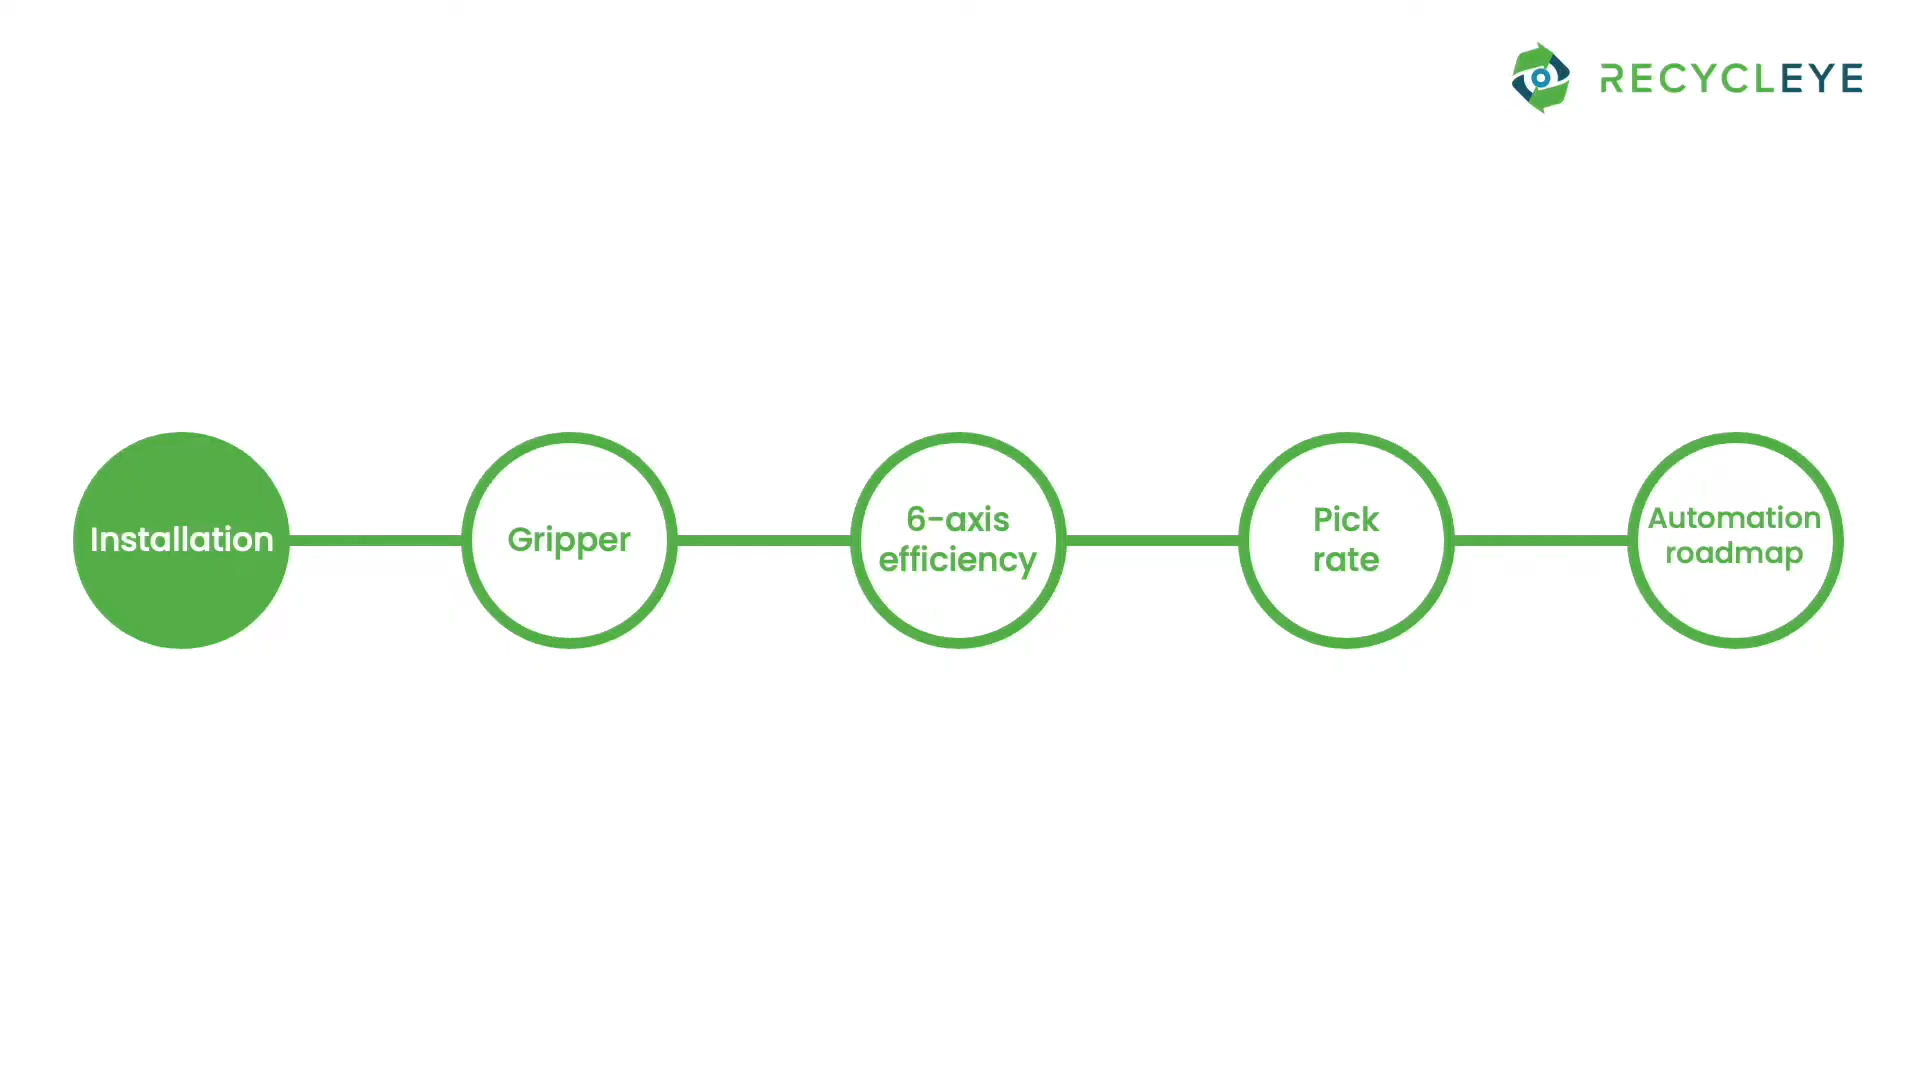 RECYCLEYE
Installation
Gripper
6-axis
efficiency
Pick
rate
Automation
roadmap